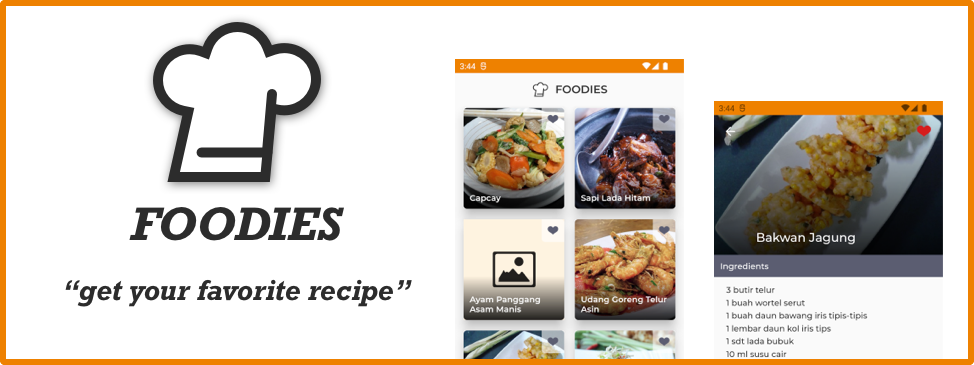 FOODIES
“get your favorite recipe”
3:44
FOODIES
Capcay
Sapi Lada Hitam
Ayam Panggang
Asam Manis
Udang Goreng Telur
Asin
3:44
Bakwan Jagung
Ingredients
3 butir telur
1 buah wortel serut
1 buah daun bawang iris tipis-tipis
1 lembar daun kol iris tips
1 sdt lada bubuk
10 ml susu cair